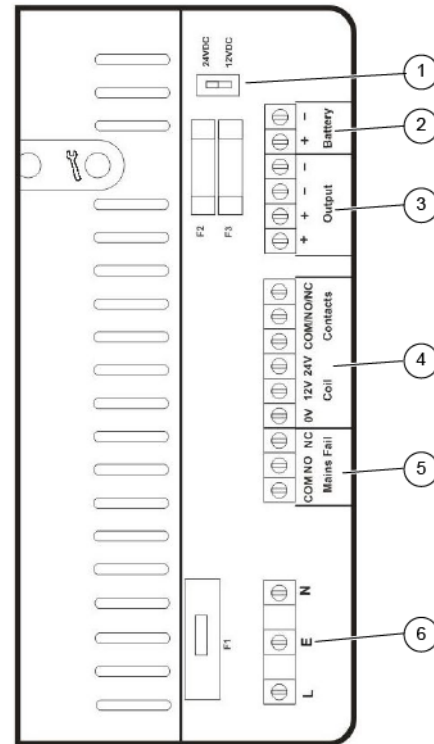 24VDC
12VDC
1
−
+
Battery
2
−
−
+
+
Output
3
F2
F3
COM/NO/NC
Contacts
0V 12V 24V
Coil
4
COM NO NC
Mains Fail
5
F1
N
E
L
6